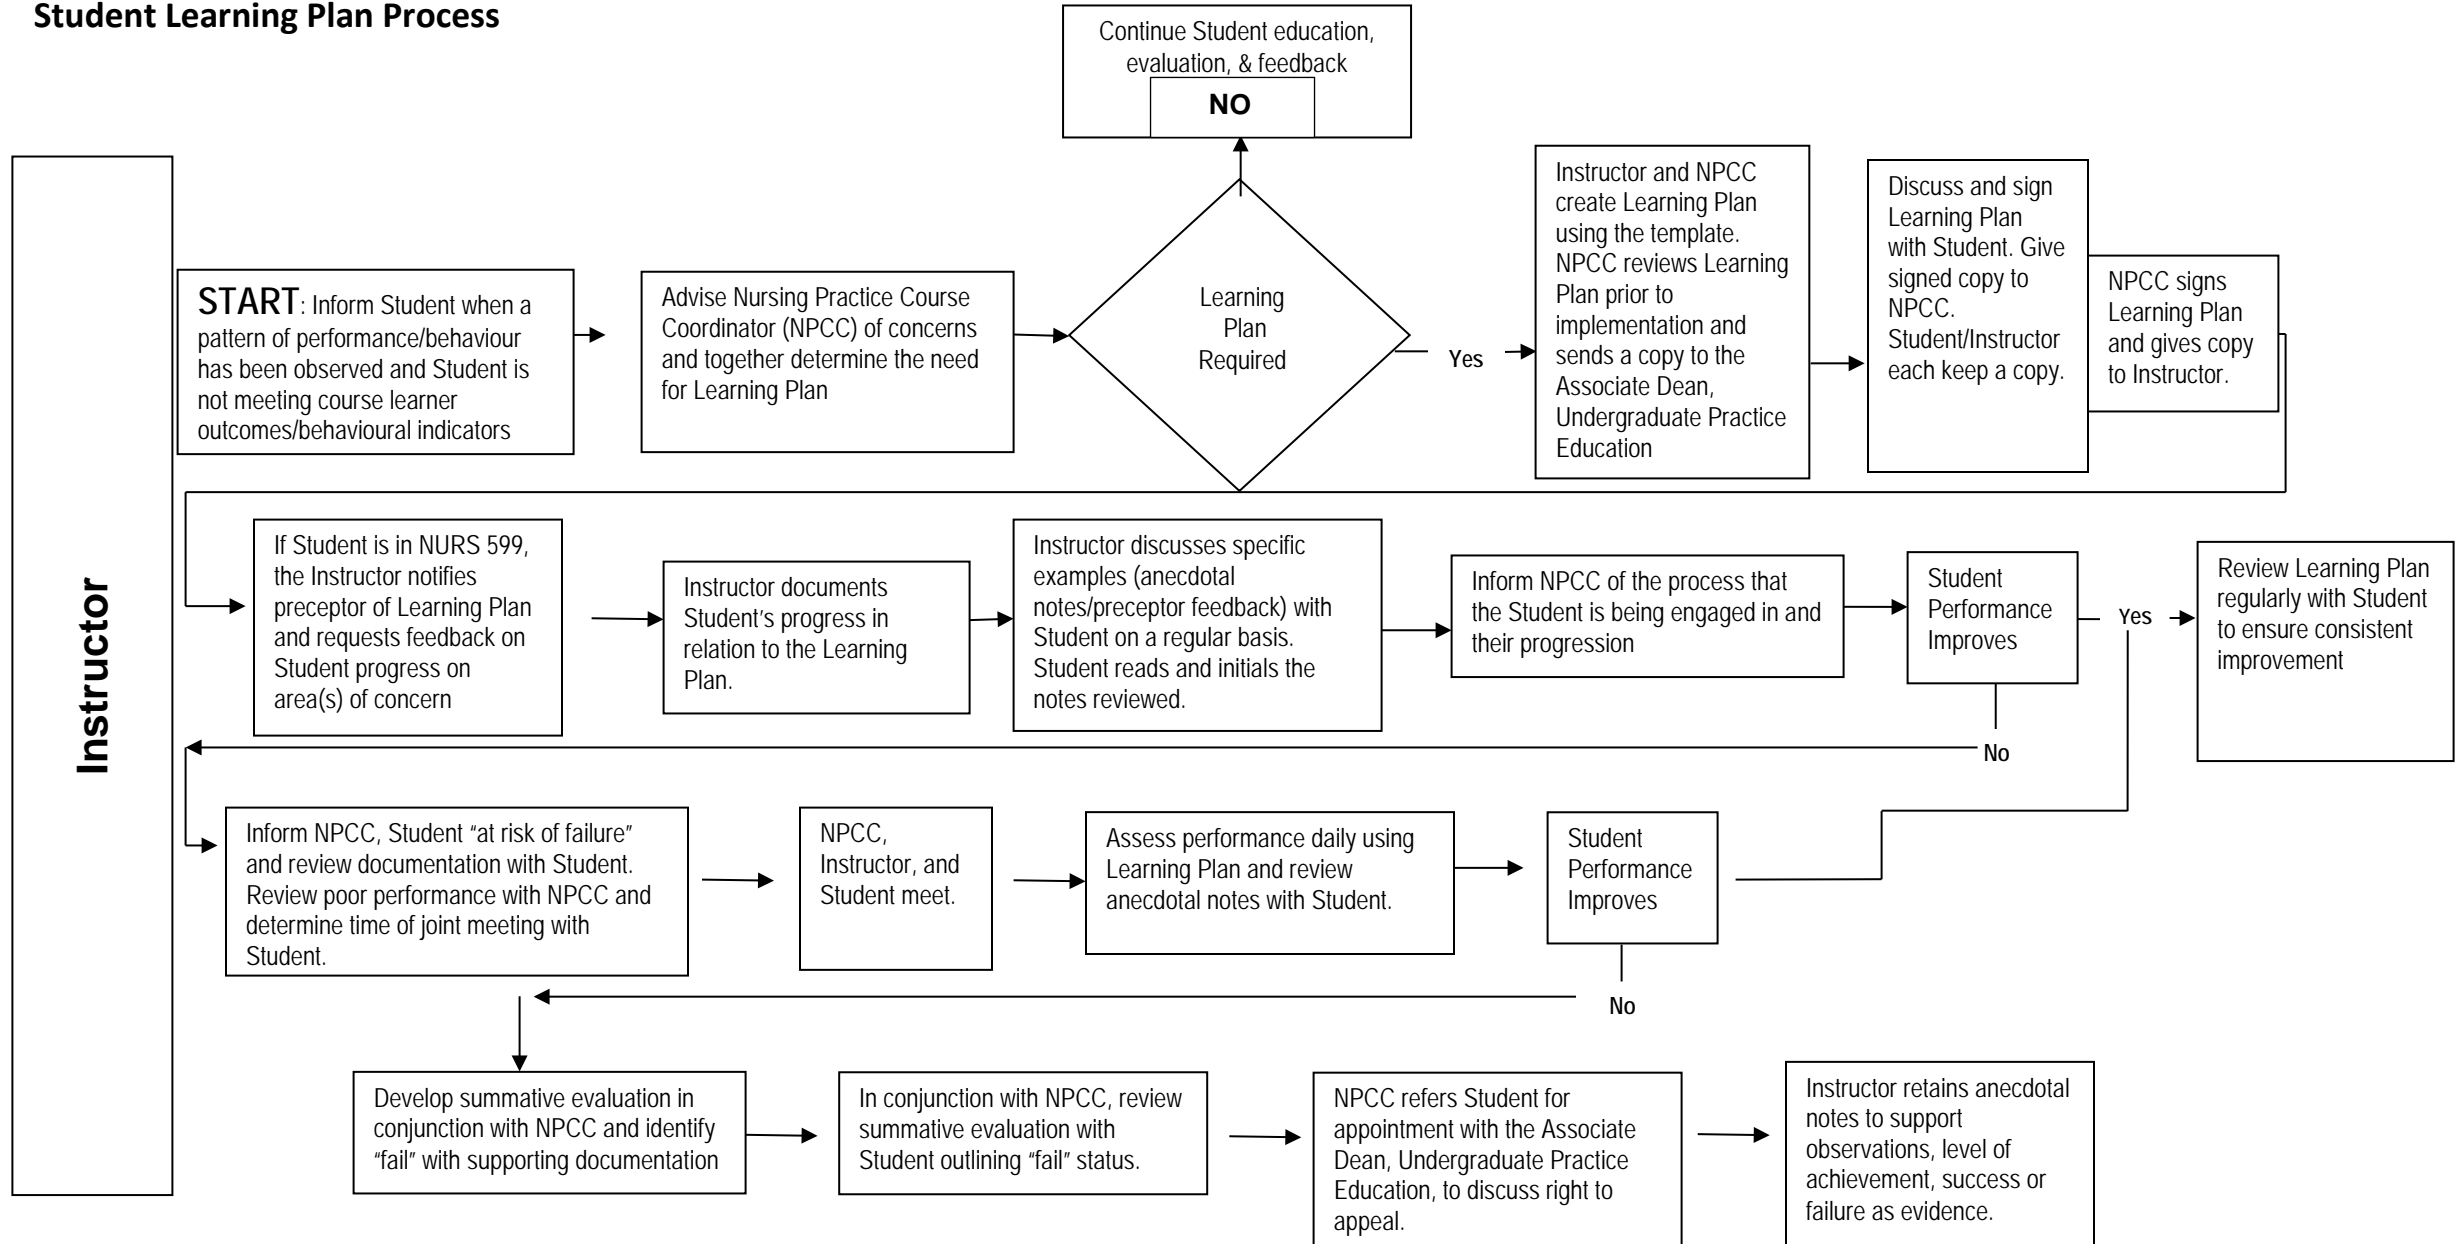 Student Learning Plan Process
Continue Student education,
evaluation, & feedback
NO
Instructor
START: Inform Student when a
pattern of performance/behaviour
has been observed and Student is
not meeting course learner
outcomes/behavioural indicators
Advise Nursing Practice Course
Coordinator (NPCC) of concerns
and together determine the need
for Learning Plan
Learning
Plan
Required
Yes
Instructor and NPCC
create Learning Plan
using the template.
NPCC reviews Learning
Plan prior to
implementation and
sends a copy to the
Associate Dean,
Undergraduate Practice
Education
Discuss and sign
Learning Plan
with Student. Give
signed copy to
NPCC.
Student/Instructor
each keep a copy.
NPCC signs
Learning Plan
and gives copy
to Instructor.
If Student is in NURS 599,
the Instructor notifies
preceptor of Learning Plan
and requests feedback on
Student progress on
area(s) of concern
Instructor documents
Student's progress in
relation to the Learning
Plan.
Instructor discusses specific
examples (anecdotal
notes/preceptor feedback) with
Student on a regular basis.
Student reads and initials the
notes reviewed.
Inform NPCC of the process that
the Student is being engaged in and
their progression
Student
Performance
Improves
Yes
Review Learning Plan
regularly with Student
to ensure consistent
improvement
No
Inform NPCC, Student “at risk of failure”
and review documentation with Student.
Review poor performance with NPCC and
determine time of joint meeting with
Student.
NPCC,
Instructor, and
Student meet.
Assess performance daily using
Learning Plan and review
anecdotal notes with Student.
Student
Performance
Improves
No
Develop summative evaluation in
conjunction with NPCC and identify
“fail” with supporting documentation
In conjunction with NPCC, review
summative evaluation with
Student outlining “fail” status.
NPCC refers Student for
appointment with the Associate
Dean, Undergraduate Practice
Education, to discuss right to
appeal.
Instructor retains anecdotal
notes to support
observations, level of
achievement, success or
failure as evidence.